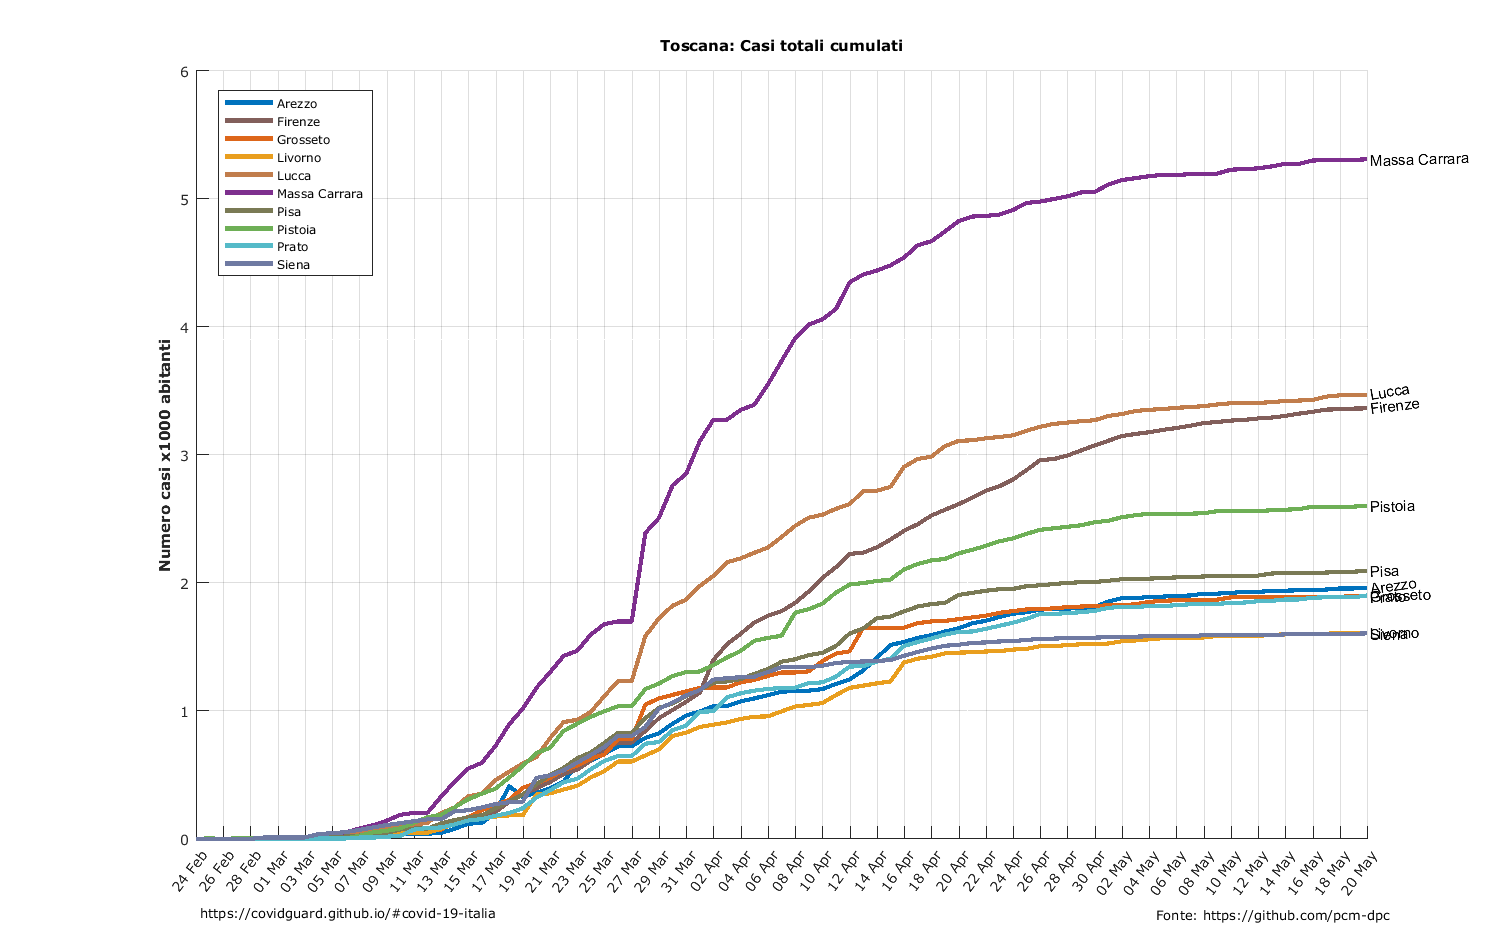 Toscana: Casi totali cumulati
Numero casi x1000 abitanti
6
5
4
3
2
1
0
Arezzo
Firenze
Grosseto
Livorno
Lucca
Massa Carrara
Pisa
Pistoia
Prato
Siena
Massa Carrara
Lucca
Firenze
Pistoia
Pisa
Arezzo
Grosseto
Prato
Livorno
Siena
24 Feb
26 Feb
28 Feb
01 Mar
03 Mar
05 Mar
07 Mar
09 Mar
11 Mar
13 Mar
15 Mar
17 Mar
19 Mar
21 Mar
23 Mar
25 Mar
27 Mar
29 Mar
31 Mar
02 Apr
04 Apr
06 Apr
08 Apr
10 Apr
12 Apr
14 Apr
16 Apr
18 Apr
20 Apr
22 Apr
24 Apr
26 Apr
28 Apr
30 Apr
02 May
04 May
06 May
08 May
10 May
12 May
14 May
16 May
18 May
20 May
https://covidguard.github.io/#covid-19-italia
Fonte: https://github.com/pcm-dpc